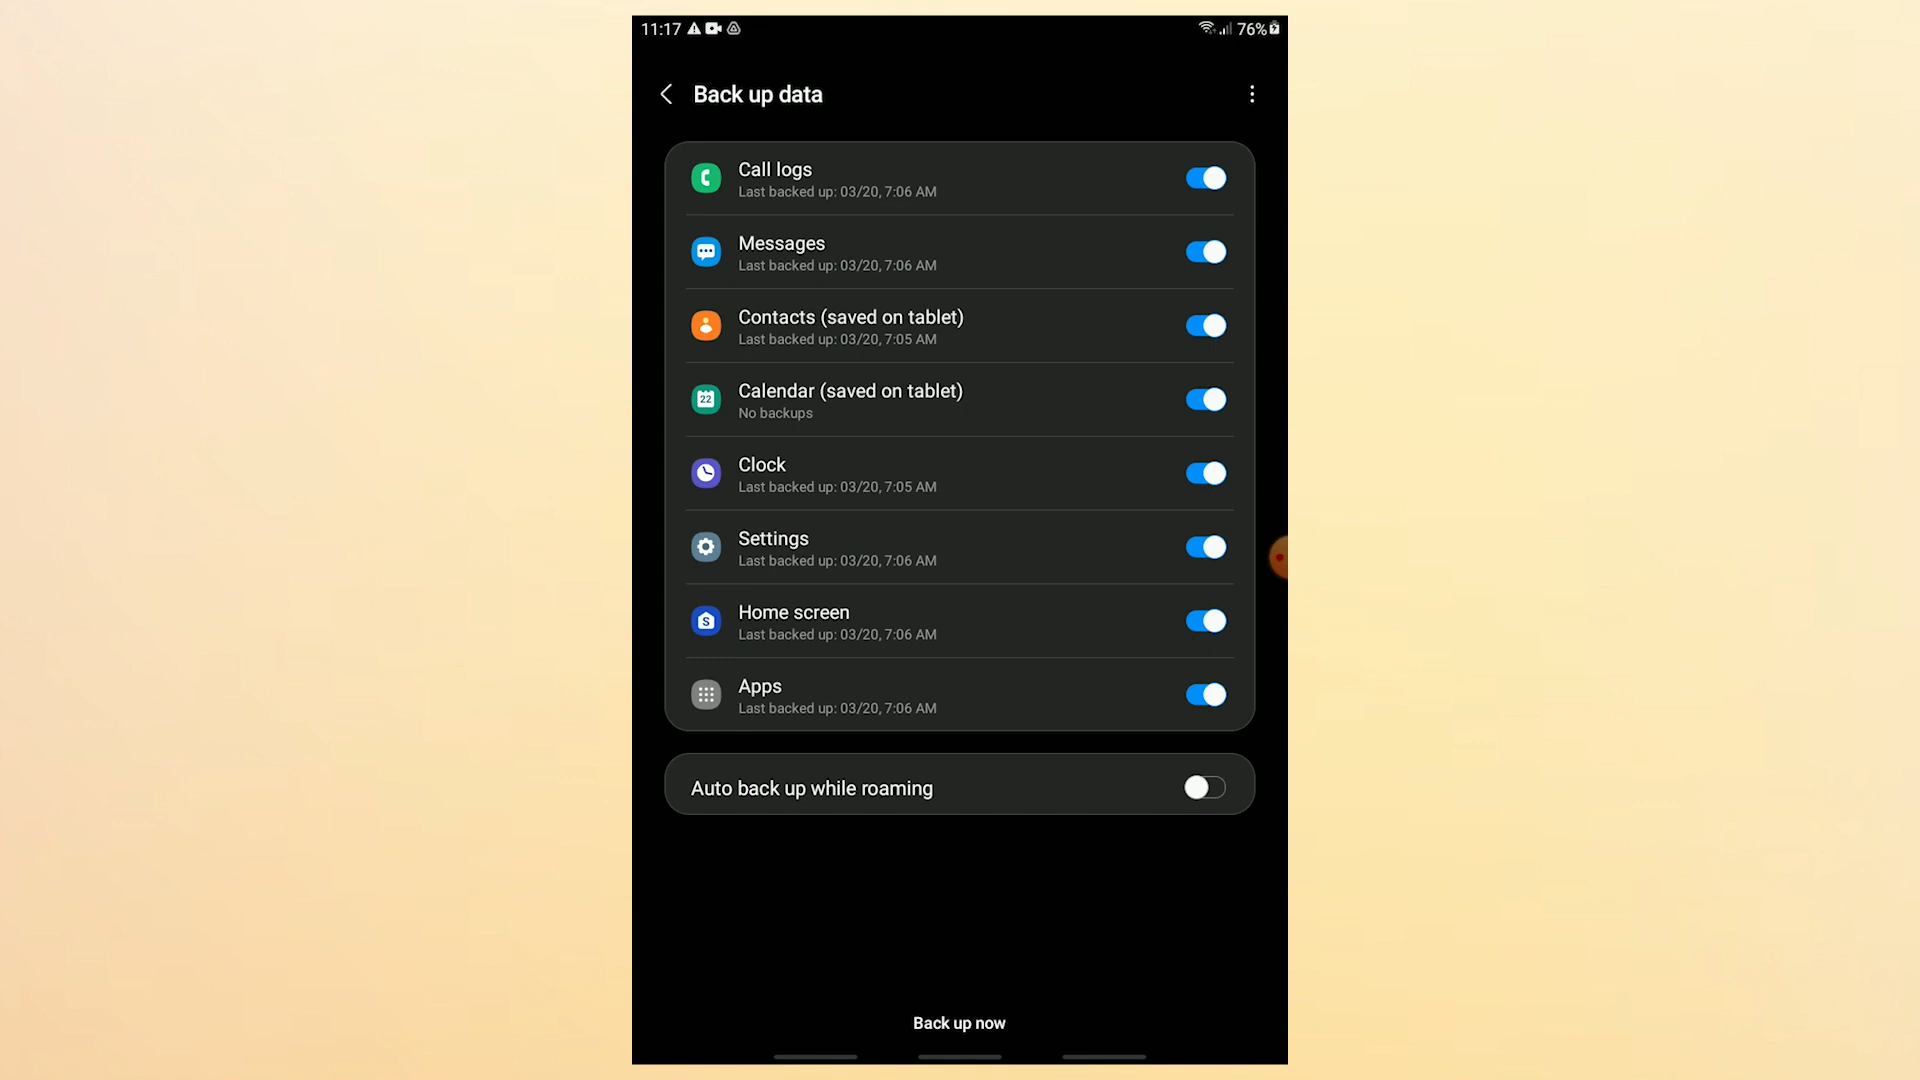 11:17
76%
Back up data
Call logs
Last backed up: 03/20, 7:06 AM
Messages
Last backed up: 03/20, 7:06 AM
Contacts (saved on tablet)
Last backed up: 03/20, 7:05 AM
22
Calendar (saved on tablet)
No backups
Clock
Last backed up: 03/20, 7:05 AM
Settings
Last backed up: 03/20, 7:06 AM
S
Home screen
Last backed up: 03/20, 7:06 AM
Apps
Last backed up: 03/20, 7:06 AM
Auto back up while roaming
Back up now